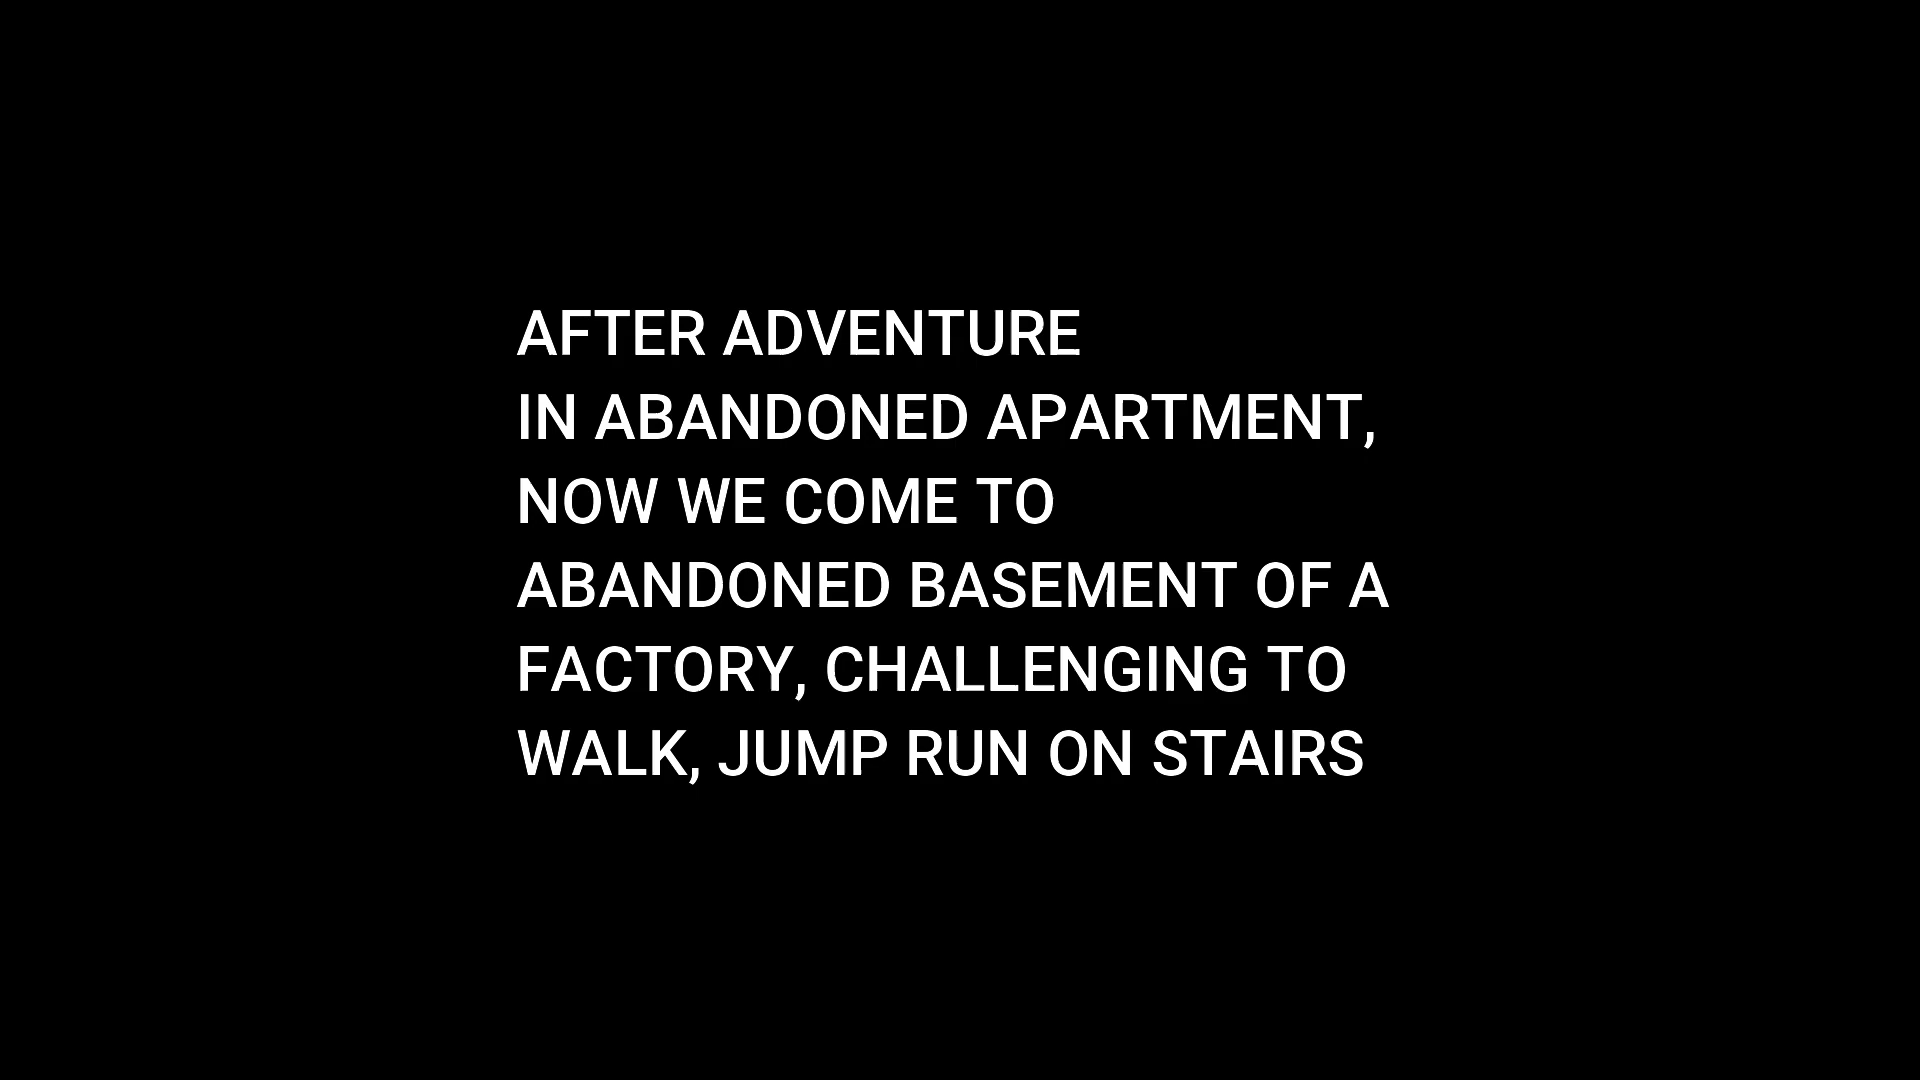 AFTER ADVENTURE
IN ABANDONED APARTMENT,
NOW WE COME TO
ABANDONED BASEMENT OF A
FACTORY, CHALLENGING TO
WALK, JUMP RUN ON STAIRS